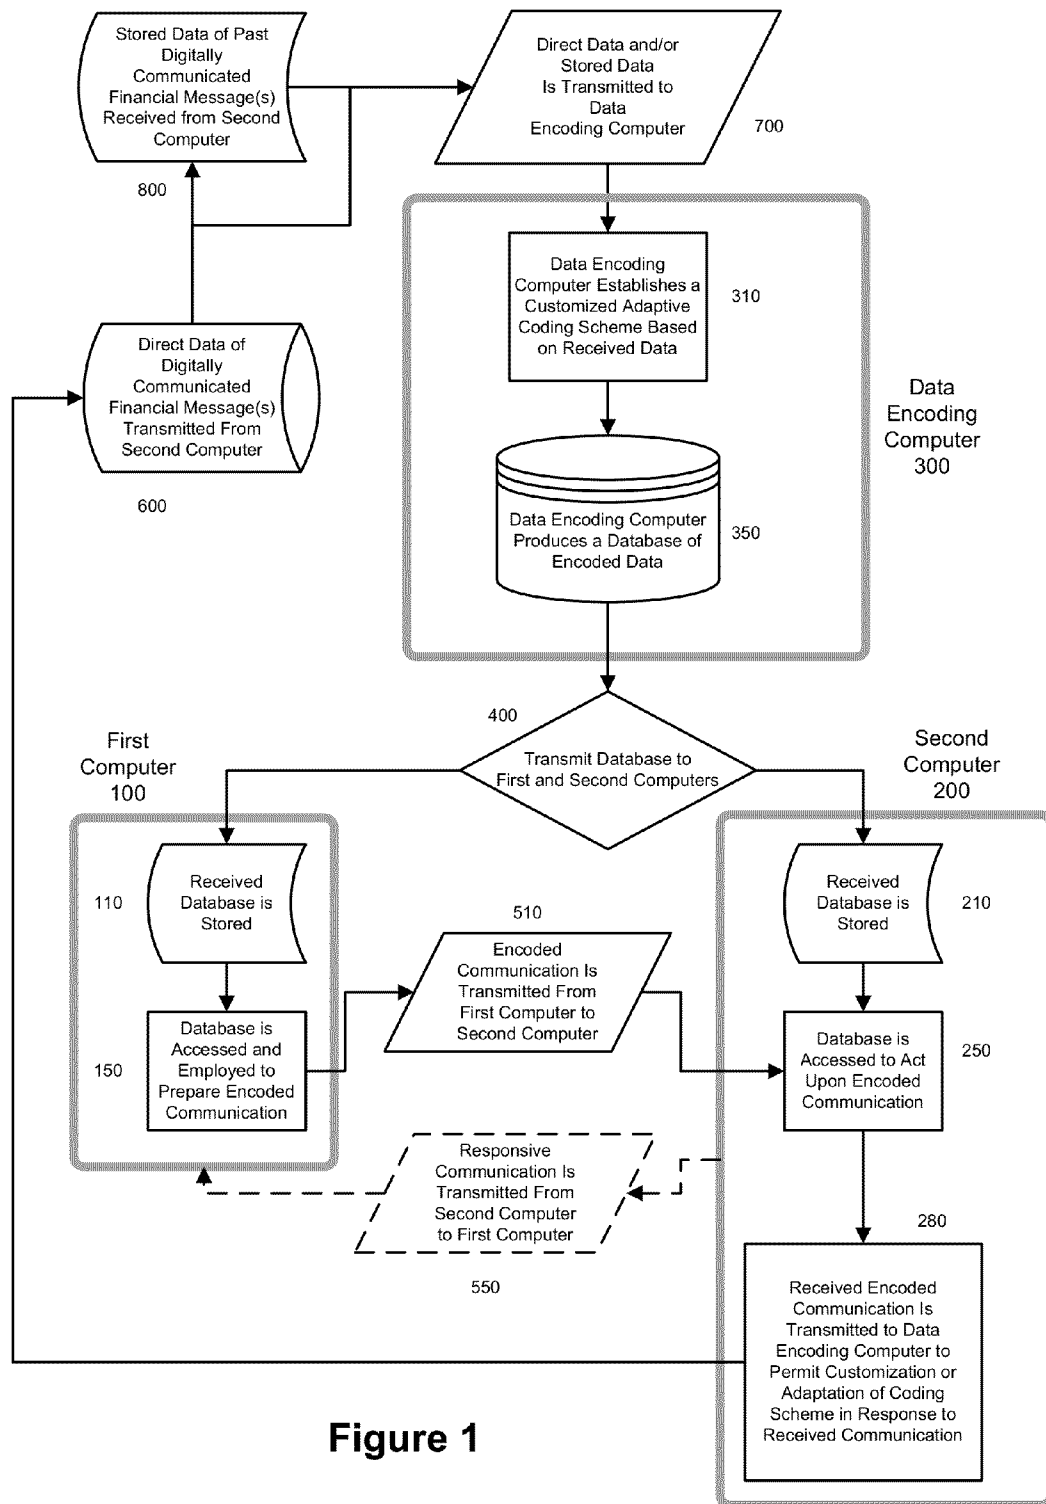 Stored Data of Past
Digitally
Communicated
Financial Message(s)
Received from Second
Computer
800
Direct Data and/or
Stored Data
Is Transmitted to
Data
Encoding Computer
700
Data Encoding
Computer Establishes a
Customized Adaptive
Coding Scheme Based
on Received Data
310
Direct Data of
Digitally
Communicated
Financial Message(s)
Transmitted From
Second Computer
600
Data
Encoding
Computer
300
Data Encoding Computer
Produces a Database of
Encoded Data
350
400
Transmit Database to
First and Second Computers
First
Computer
100
Second
Computer
200
110
Received
Database is
Stored
Received
Database is
Stored
210
510
Encoded
Communication Is
Transmitted From
First Computer to
Second Computer
150
Database is
Accessed and
Employed to
Prepare Encoded
Communication
Database is
Accessed to Act
Upon Encoded
Communication
250
Responsive
Communication Is
Transmitted From
Second Computer
to First Computer
550
280
Received Encoded
Communication Is
Transmitted to Data
Encoding Computer to
Permit Customization or
Adaptation of Coding
Scheme in Response to
Received Communication
Figure 1